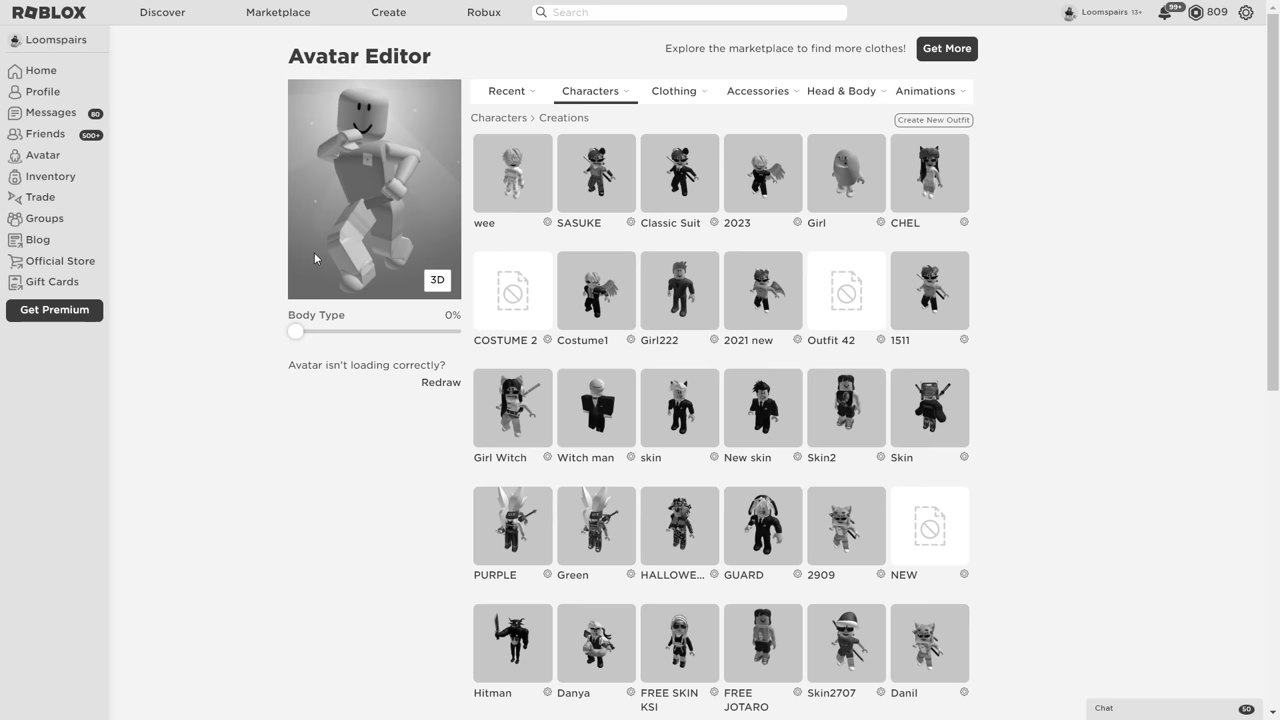 ROBLOX
Discover
Marketplace
Create
Robux
Search
Loomspairs 13+
99+
809
Loomspairs
Home
Profile
Messages 80
Friends 500+
Avatar
Inventory
Trade
Groups
Blog
Official Store
Gift Cards
Get Premium
Avatar Editor
Explore the marketplace to find more clothes!
Get More
3D
Body Type 0%
Avatar isn't loading correctly?
Redraw
Recent
Characters
Clothing
Accessories
Head & Body
Animations
Characters > Creations
Create New Outfit
wee
SASUKE
Classic Suit
2023
Girl
CHEL
COSTUME 2
Costume1
Girl222
2021 new
Outfit 42
1511
Girl Witch
Witch man
skin
New skin
Skin2
Skin
PURPLE
Green
HALLOWE...
GUARD
2909
NEW
Hitman
Danya
FREE SKIN
KSI
FREE
JOTARO
Skin2707
Danil
Chat 50